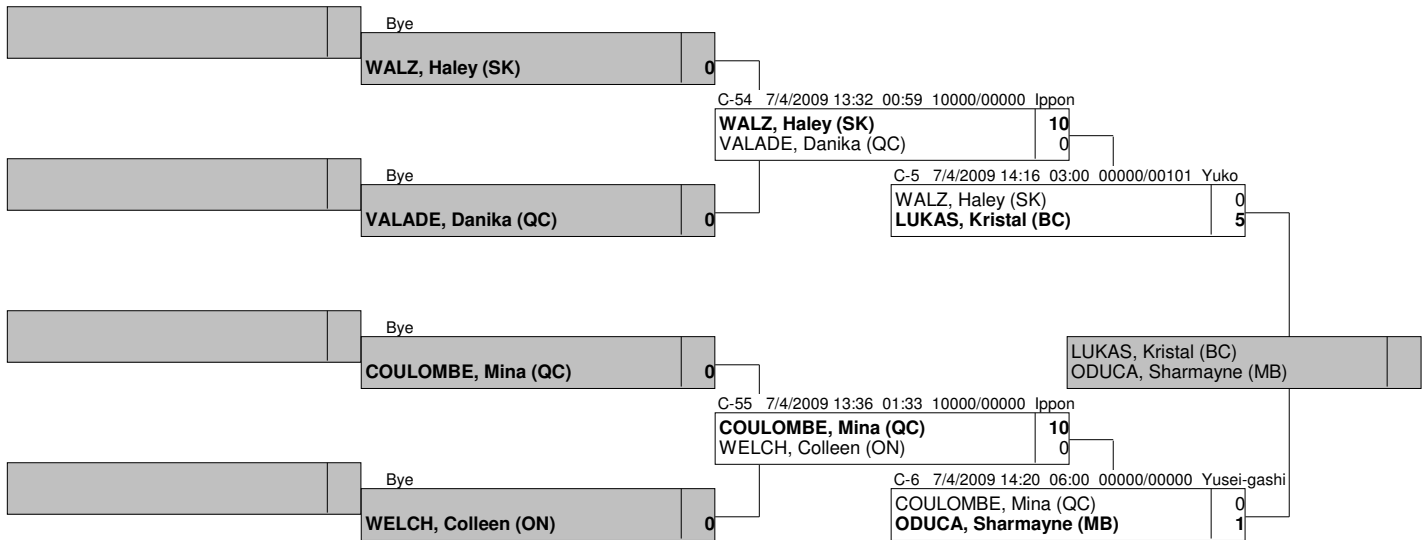 Bye
WALZ, Haley (SK) 0
C-54 7/4/2009 13:32 00:59 10000/00000 Ippon
WALZ, Haley (SK) 10
VALADE, Danika (QC) 0
Bye
VALADE, Danika (QC) 0
C-5 7/4/2009 14:16 03:00 00000/00101 Yuko
WALZ, Haley (SK) 0
LUKAS, Kristal (BC) 5
Bye
COULOMBE, Mina (QC) 0
LUKAS, Kristal (BC)
ODUCA, Sharmayne (MB)
C-55 7/4/2009 13:36 01:33 10000/00000 Ippon
COULOMBE, Mina (QC) 10
WELCH, Colleen (ON) 0
Bye
WELCH, Colleen (ON) 0
C-6 7/4/2009 14:20 06:00 00000/00000 Yusei-gashi
COULOMBE, Mina (QC) 0
ODUCA, Sharmayne (MB) 1